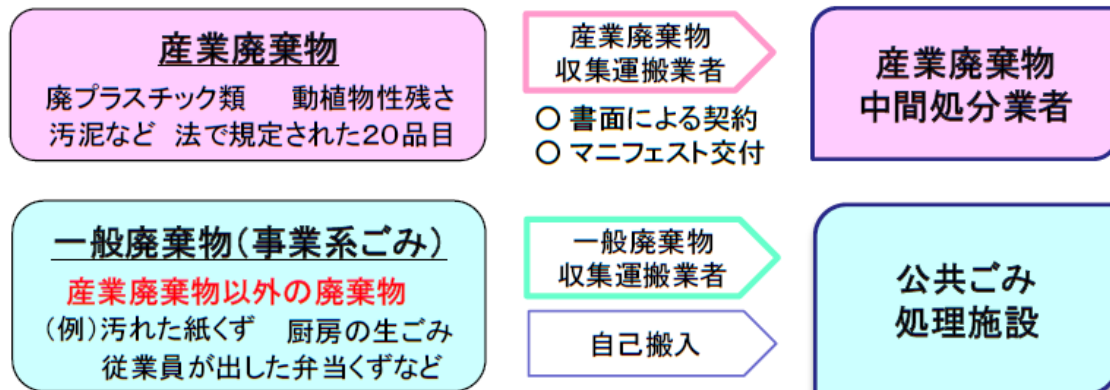 産業廃棄物
廃プラスチック類 動植物性残さ
汚泥など 法で規定された20品目
産業廃棄物
収集運搬業者
○ 書面による契約
○ マニフェスト交付
産業廃棄物
中間処分業者
一般廃棄物(事業系ごみ)
産業廃棄物以外の廃棄物
(例)汚れた紙くず 厨房の生ごみ
従業員が出した弁当くずなど
一般廃棄物
収集運搬業者
自己搬入
公共ごみ
処理施設